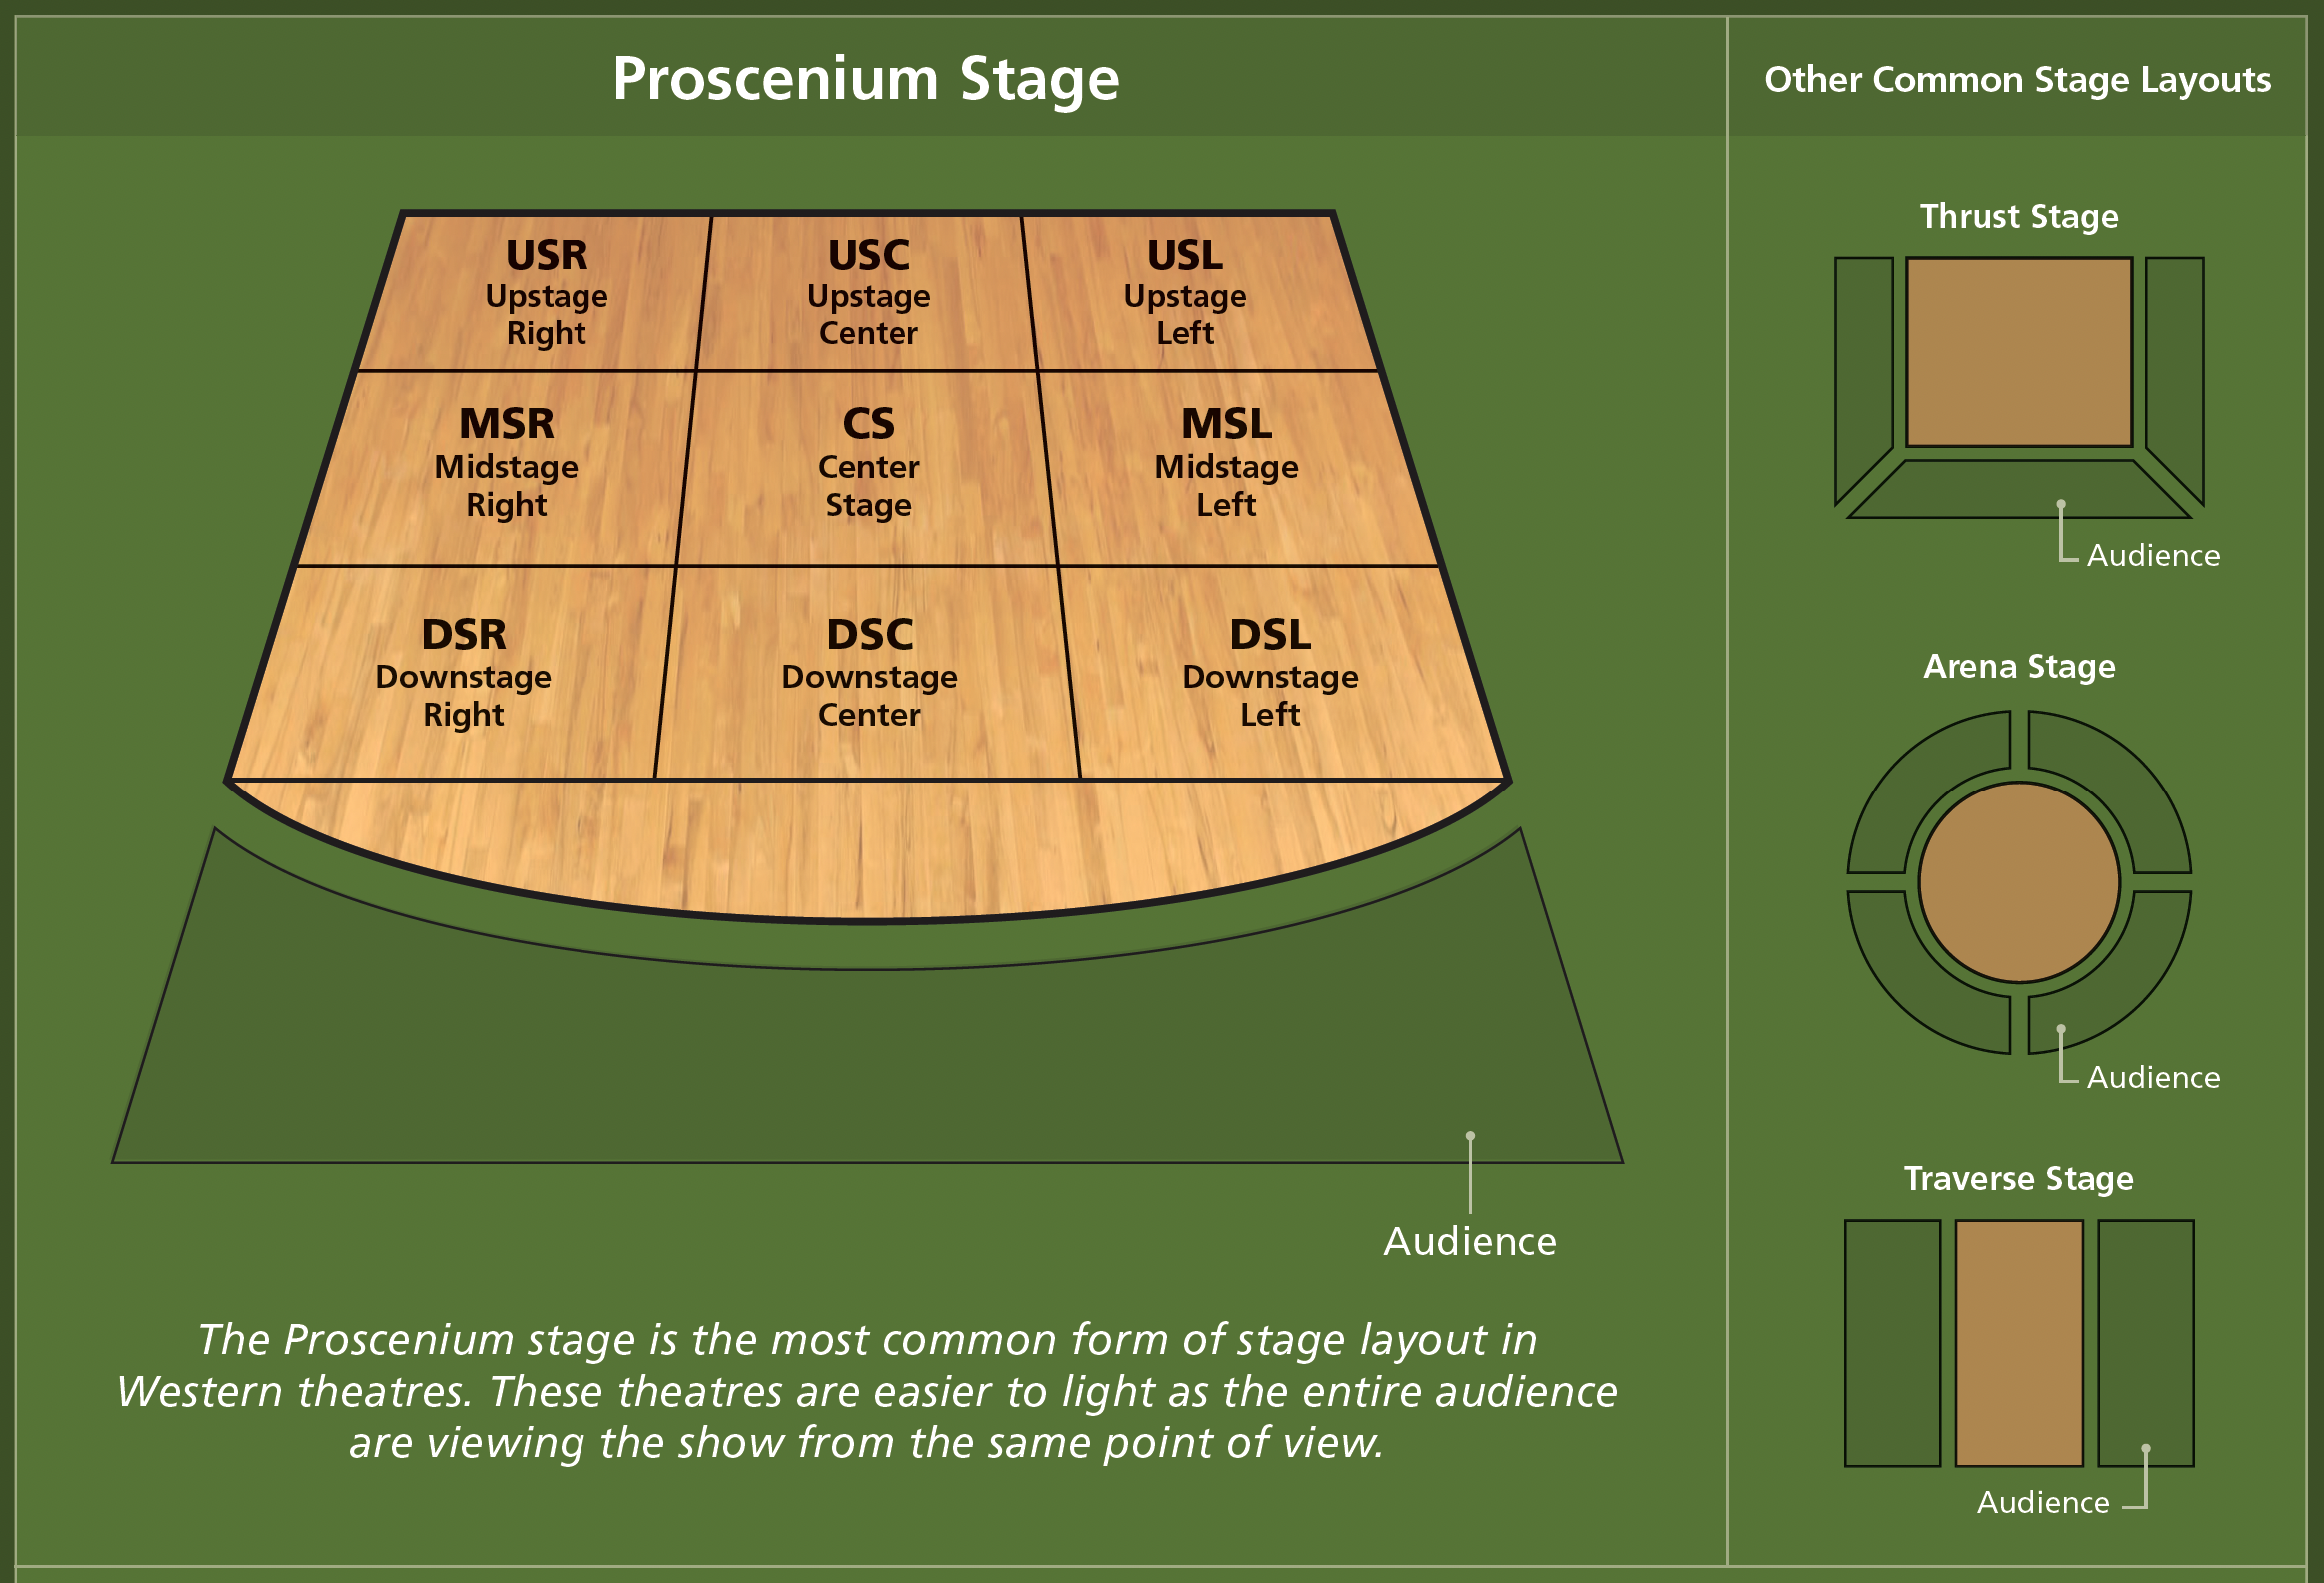 Proscenium Stage
USR
Upstage
Right
USC
Upstage
Center
USL
Upstage
Left
MSR
Midstage
Right
CS
Center
Stage
MSL
Midstage
Left
DSR
Downstage
Right
DSC
Downstage
Center
DSL
Downstage
Left
Audience
The Proscenium stage is the most common form of stage layout in
Western theatres. These theatres are easier to light as the entire audience
are viewing the show from the same point of view.
Other Common Stage Layouts
Thrust Stage
Audience
Arena Stage
Audience
Traverse Stage
Audience